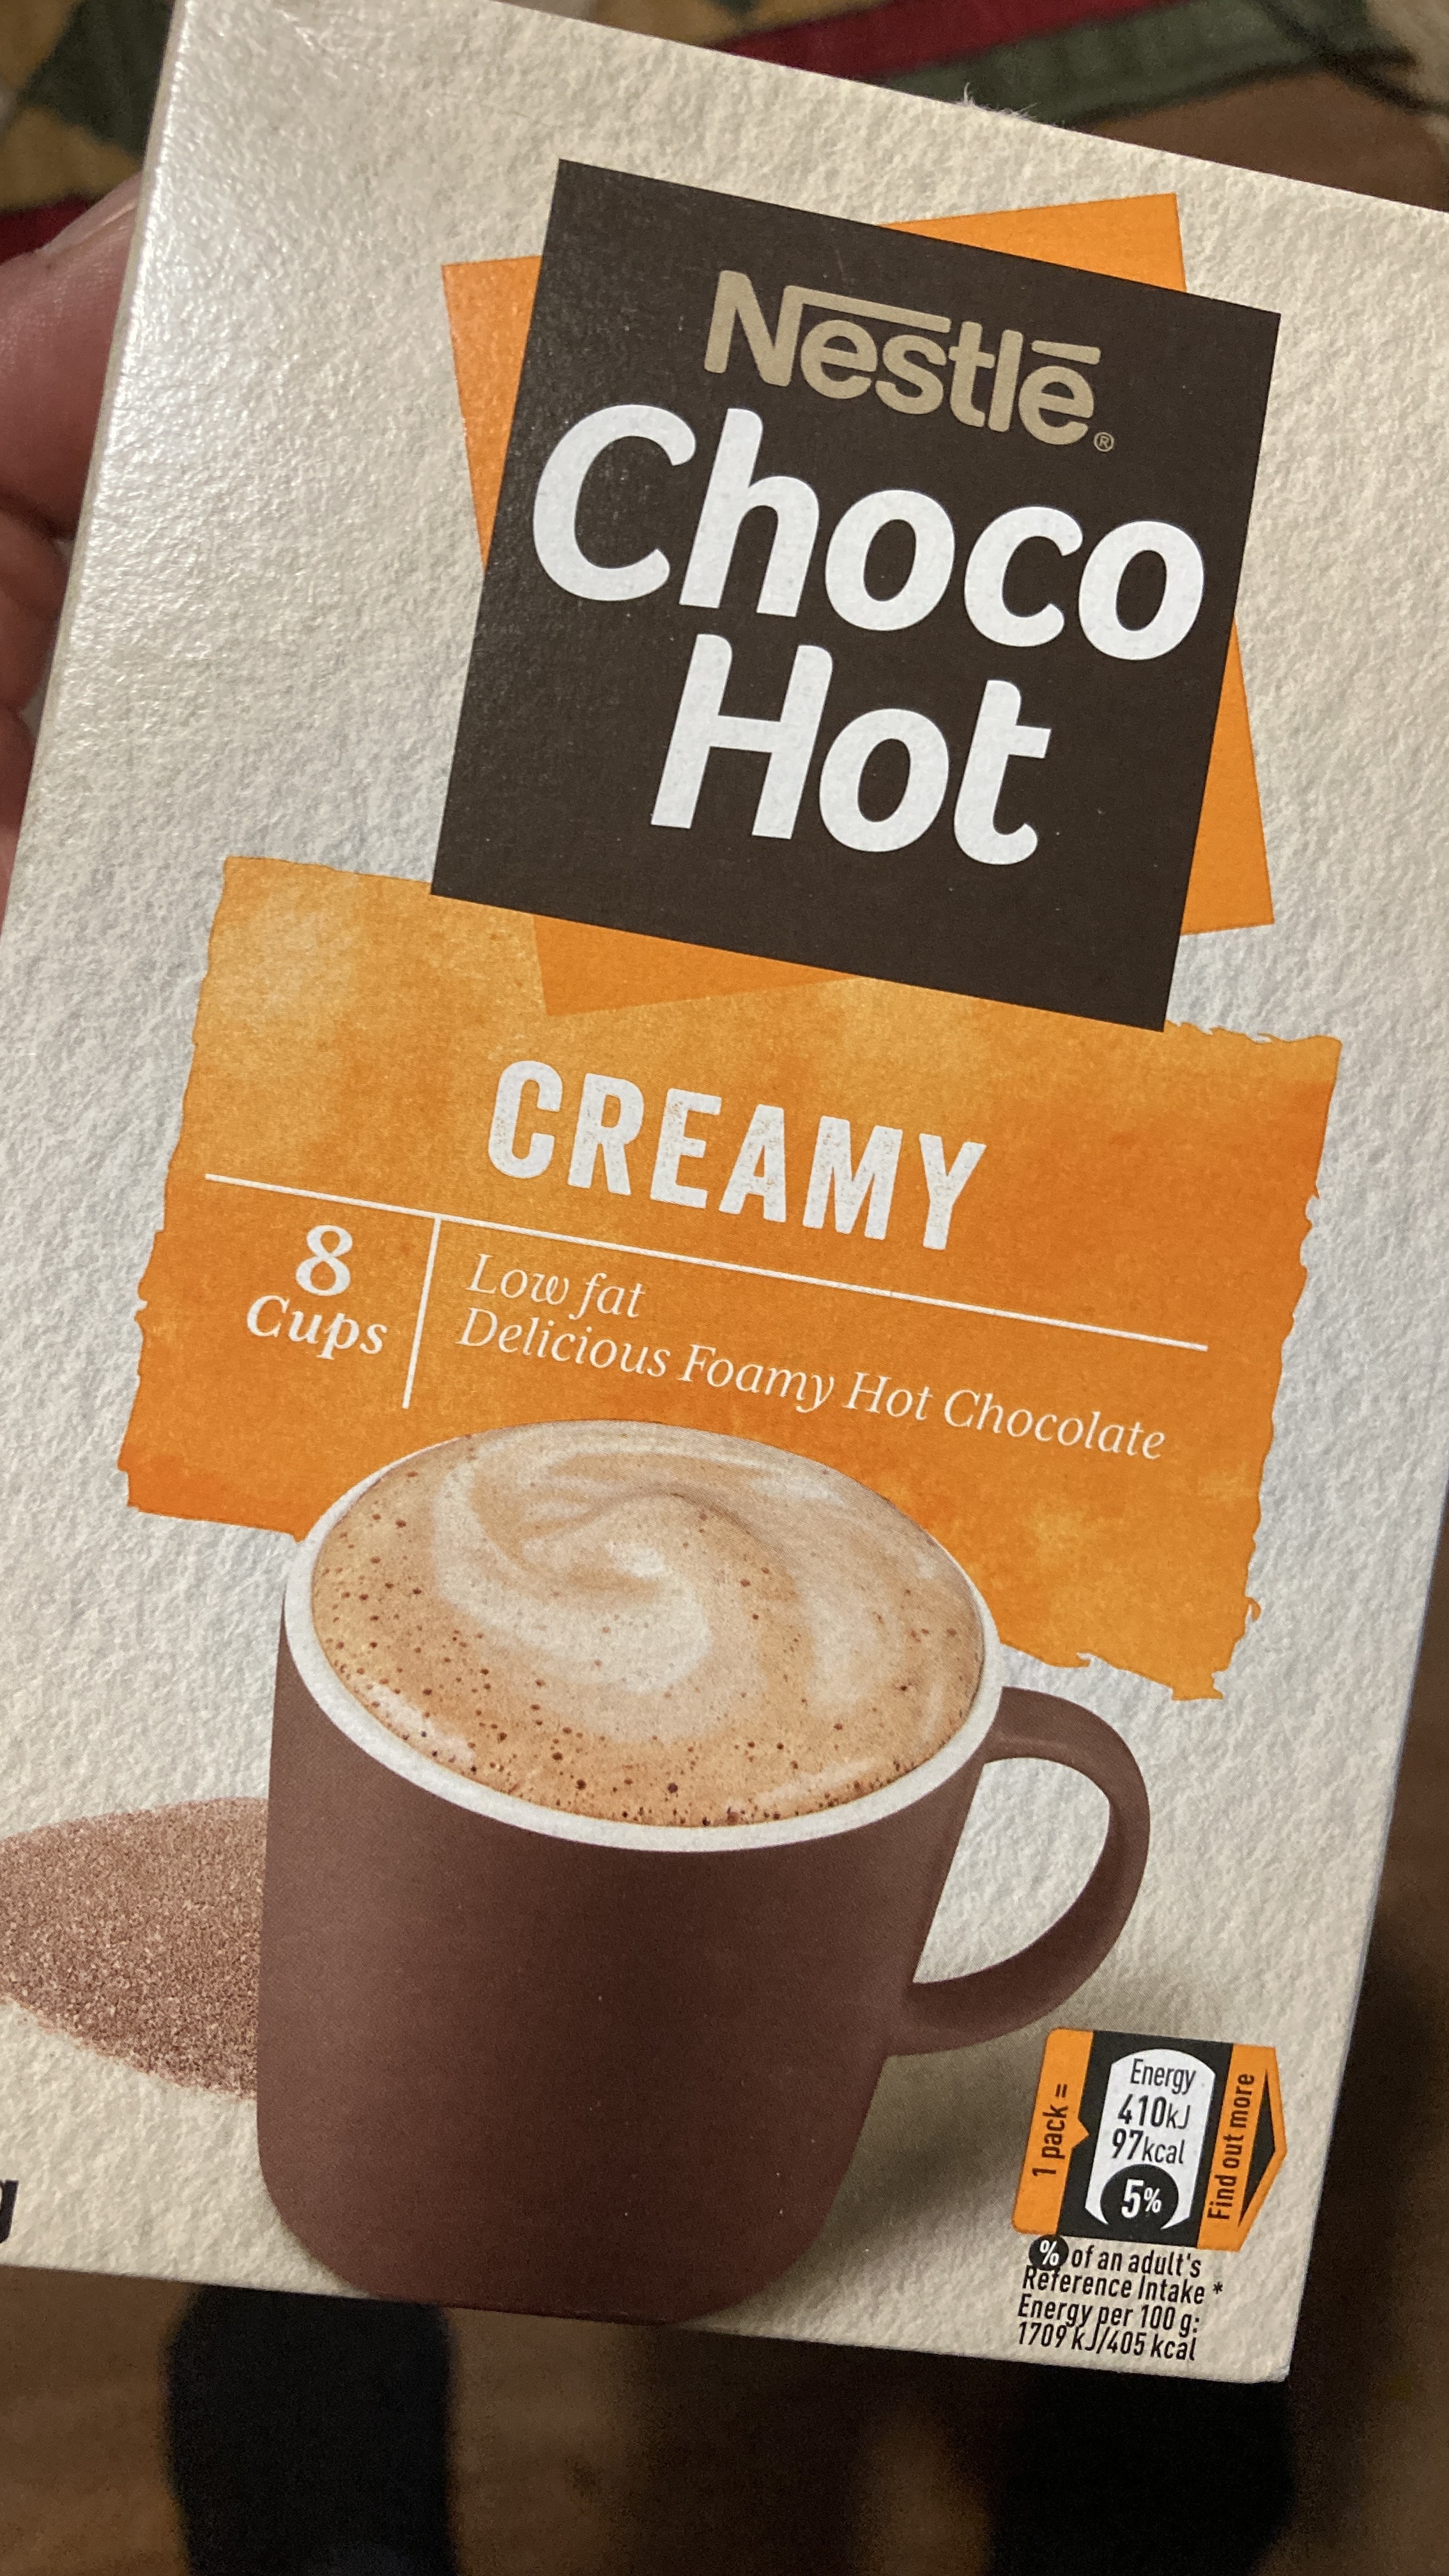 Nestlé®
Choco
Hot
CREAMY
8
Cups
Low fat
Delicious Foamy Hot Chocolate
1 pack =
Energy
410kJ
97kcal
5%
Find out more
% of an adult's
Reference Intake *
Energy per 100 g:
1709 kJ/405 kcal
g